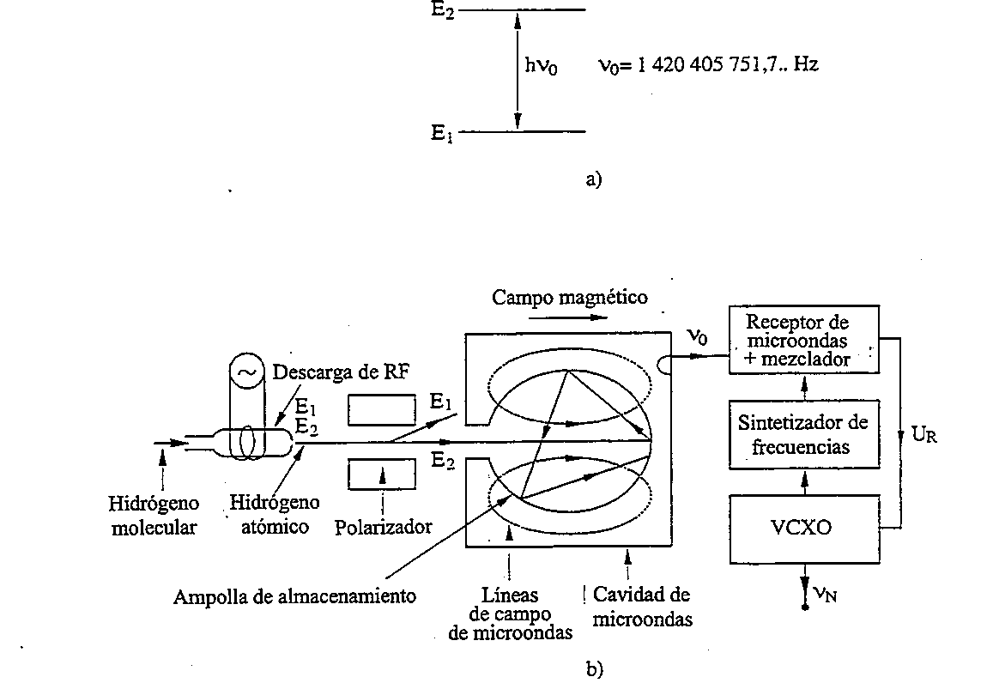 E2
hν0 ν0= 1 420 405 751,7.. Hz
E1
a)
Campo magnético
ν0
Receptor de
microondas
+ mezclador
Descarga de RF
E1
E2
E1
E2
Sintetizador de
frecuencias
UR
Hidrógeno
molecular
Hidrógeno
atómico
Polarizador
VCXO
νN
Ampolla de almacenamiento
Líneas
de campo
de microondas
Cavidad de
microondas
b)